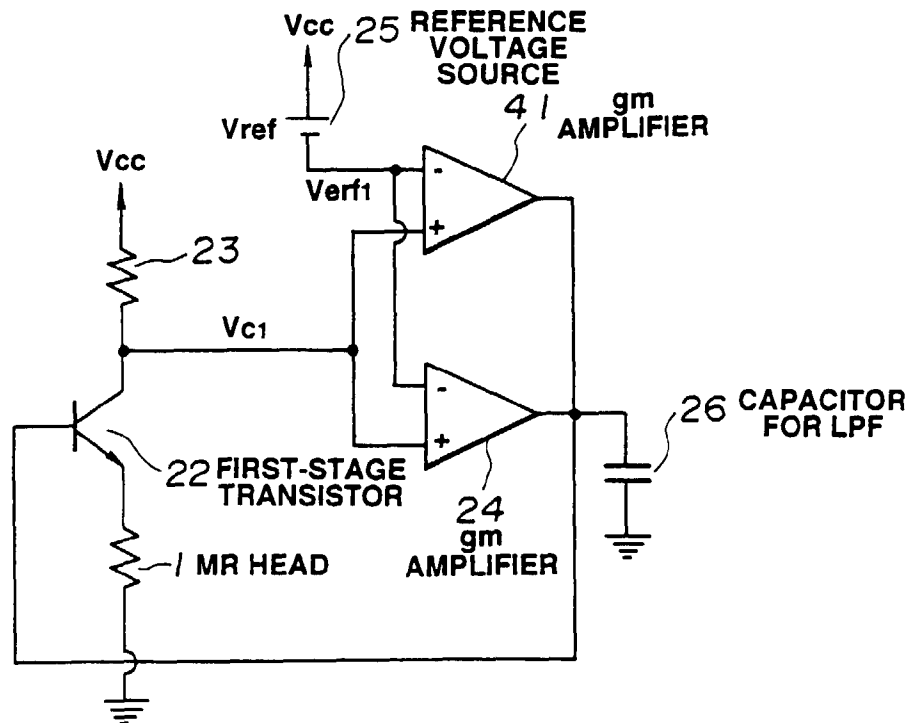 Vcc
25 REFERENCE
VOLTAGE
SOURCE
41 gm
AMPLIFIER
Vref
Verf1
-
+
Vcc
23
Vc1
-
+
26 CAPACITOR
FOR LPF
22 FIRST-STAGE
TRANSISTOR
24
gm
AMPLIFIER
1 MR HEAD